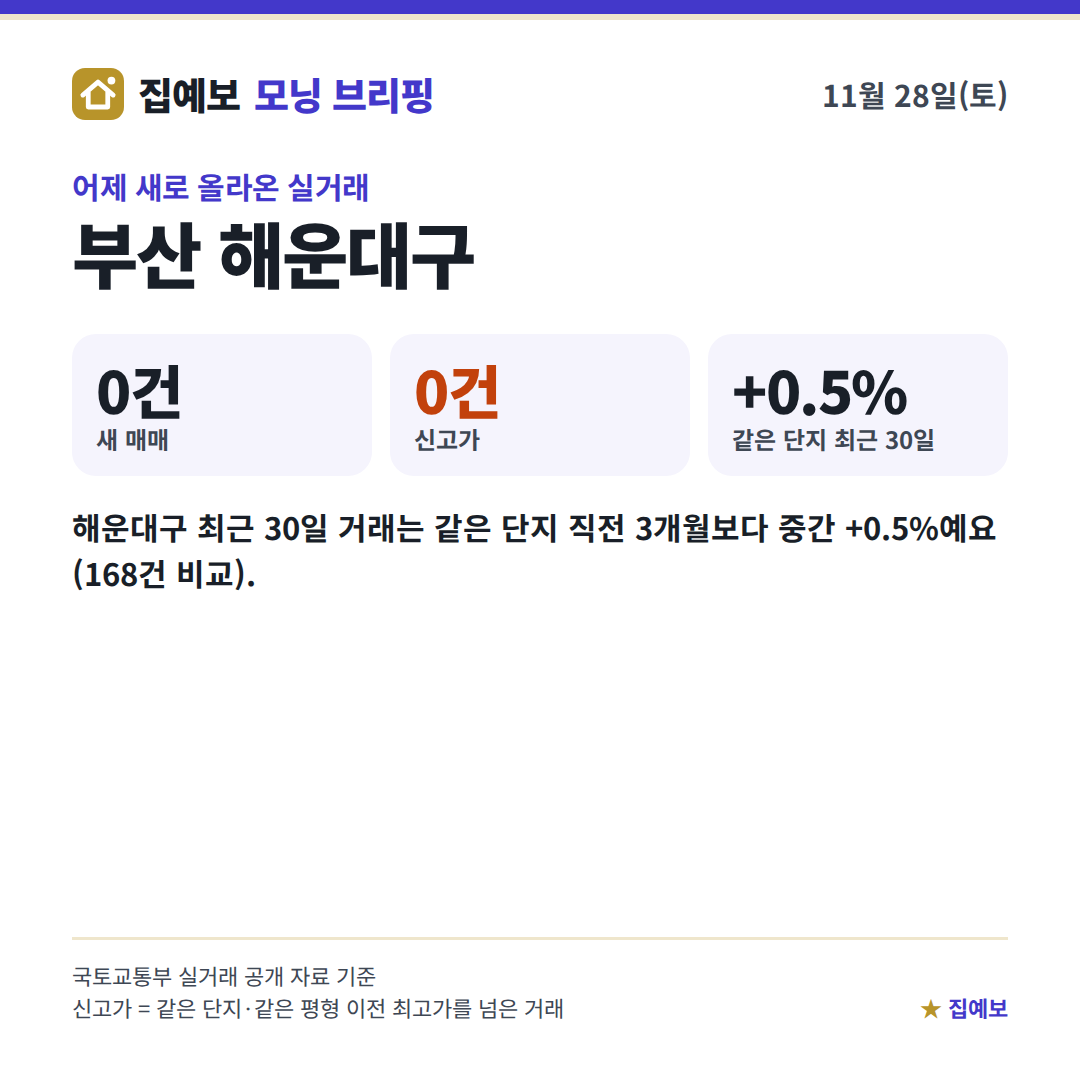 집예보 모닝 브리핑
11월 28일(토)
어제 새로 올라온 실거래
부산 해운대구
0건
새 매매
0건
신고가
+0.5%
같은 단지 최근 30일
해운대구 최근 30일 거래는 같은 단지 직전 3개월보다 중간 +0.5%예요
(168건 비교).
국토교통부 실거래 공개 자료 기준
신고가 = 같은 단지·같은 평형 이전 최고가를 넘은 거래
★ 집예보